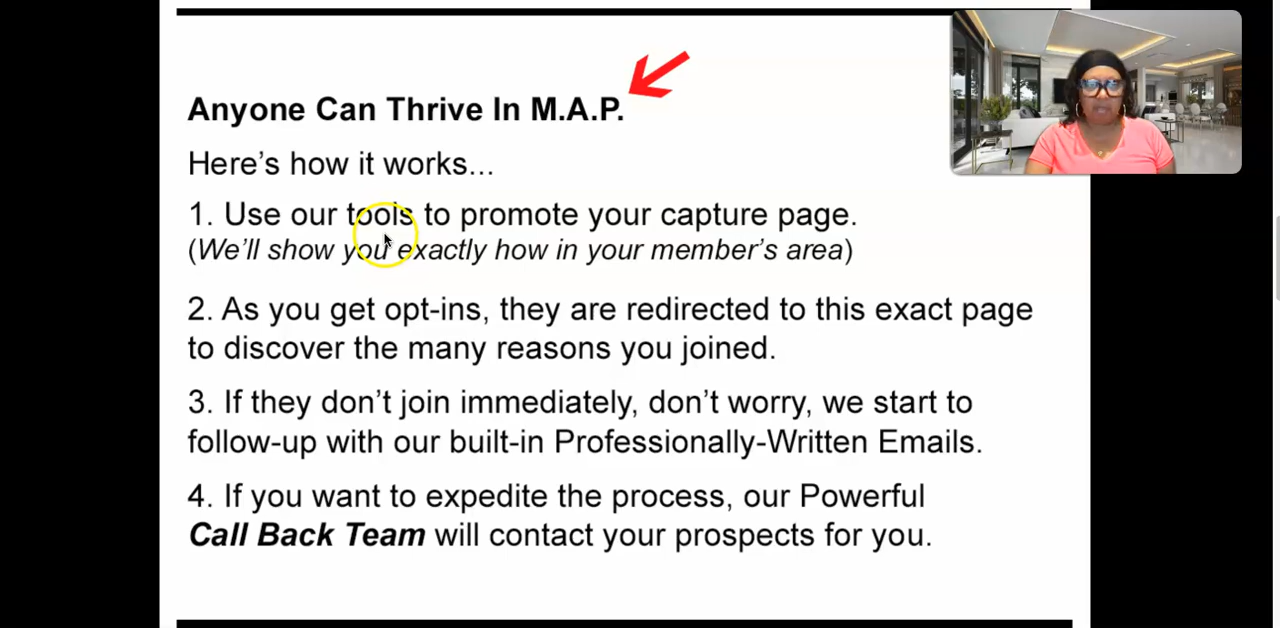 Anyone Can Thrive In M.A.P.
Here's how it works...
1. Use our tools to promote your capture page.
(We'll show you exactly how in your member's area)
2. As you get opt-ins, they are redirected to this exact page
to discover the many reasons you joined.
3. If they don't join immediately, don't worry, we start to
follow-up with our built-in Professionally-Written Emails.
4. If you want to expedite the process, our Powerful
Call Back Team will contact your prospects for you.